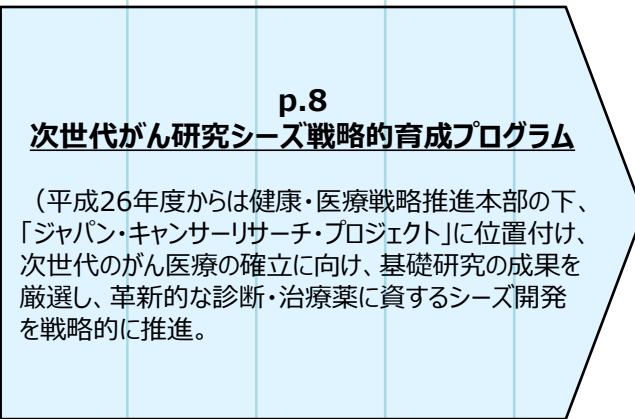 p.8
次世代がん研究シーズ戦略的育成プログラム
（平成26年度からは健康・医療戦略推進本部の下、
「ジャパン・キャンサーリサーチ・プロジェクト」に位置付け、
次世代のがん医療の確立に向け、基礎研究の成果を
厳選し、革新的な診断・治療薬に資するシーズ開発
を戦略的に推進。